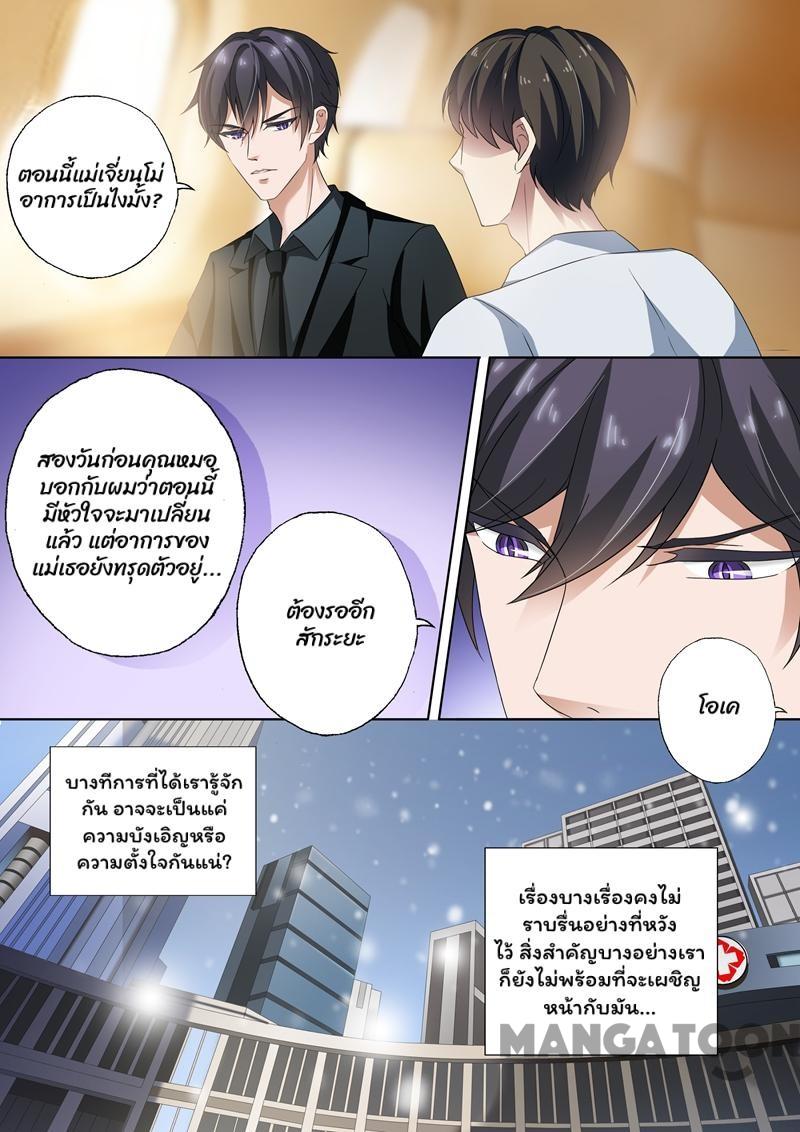 ตอนนี้แม่เจี่ยนโม่
อาการเป็นไงมั้ง?
สองวันก่อนคุณหมอ
บอกกับผมว่าตอนนี้
มีหัวใจจะมาเปลี่ยน
แล้ว แต่อาการของ
แม่เธอยังทรุดตัวอยู่...
ต้องรออีก
สักระยะ
โอเค
บางทีการที่ได้เรารู้จัก
กัน อาจจะเป็นแค่
ความบังเอิญหรือ
ความตั้งใจกันแน่?
เรื่องบางเรื่องคงไม่
ราบรื่นอย่างที่หวัง
ไว้ สิ่งสำคัญบางอย่างเรา
ก็ยังไม่พร้อมที่จะเผชิญ
หน้ากับมัน...
MANGATOON